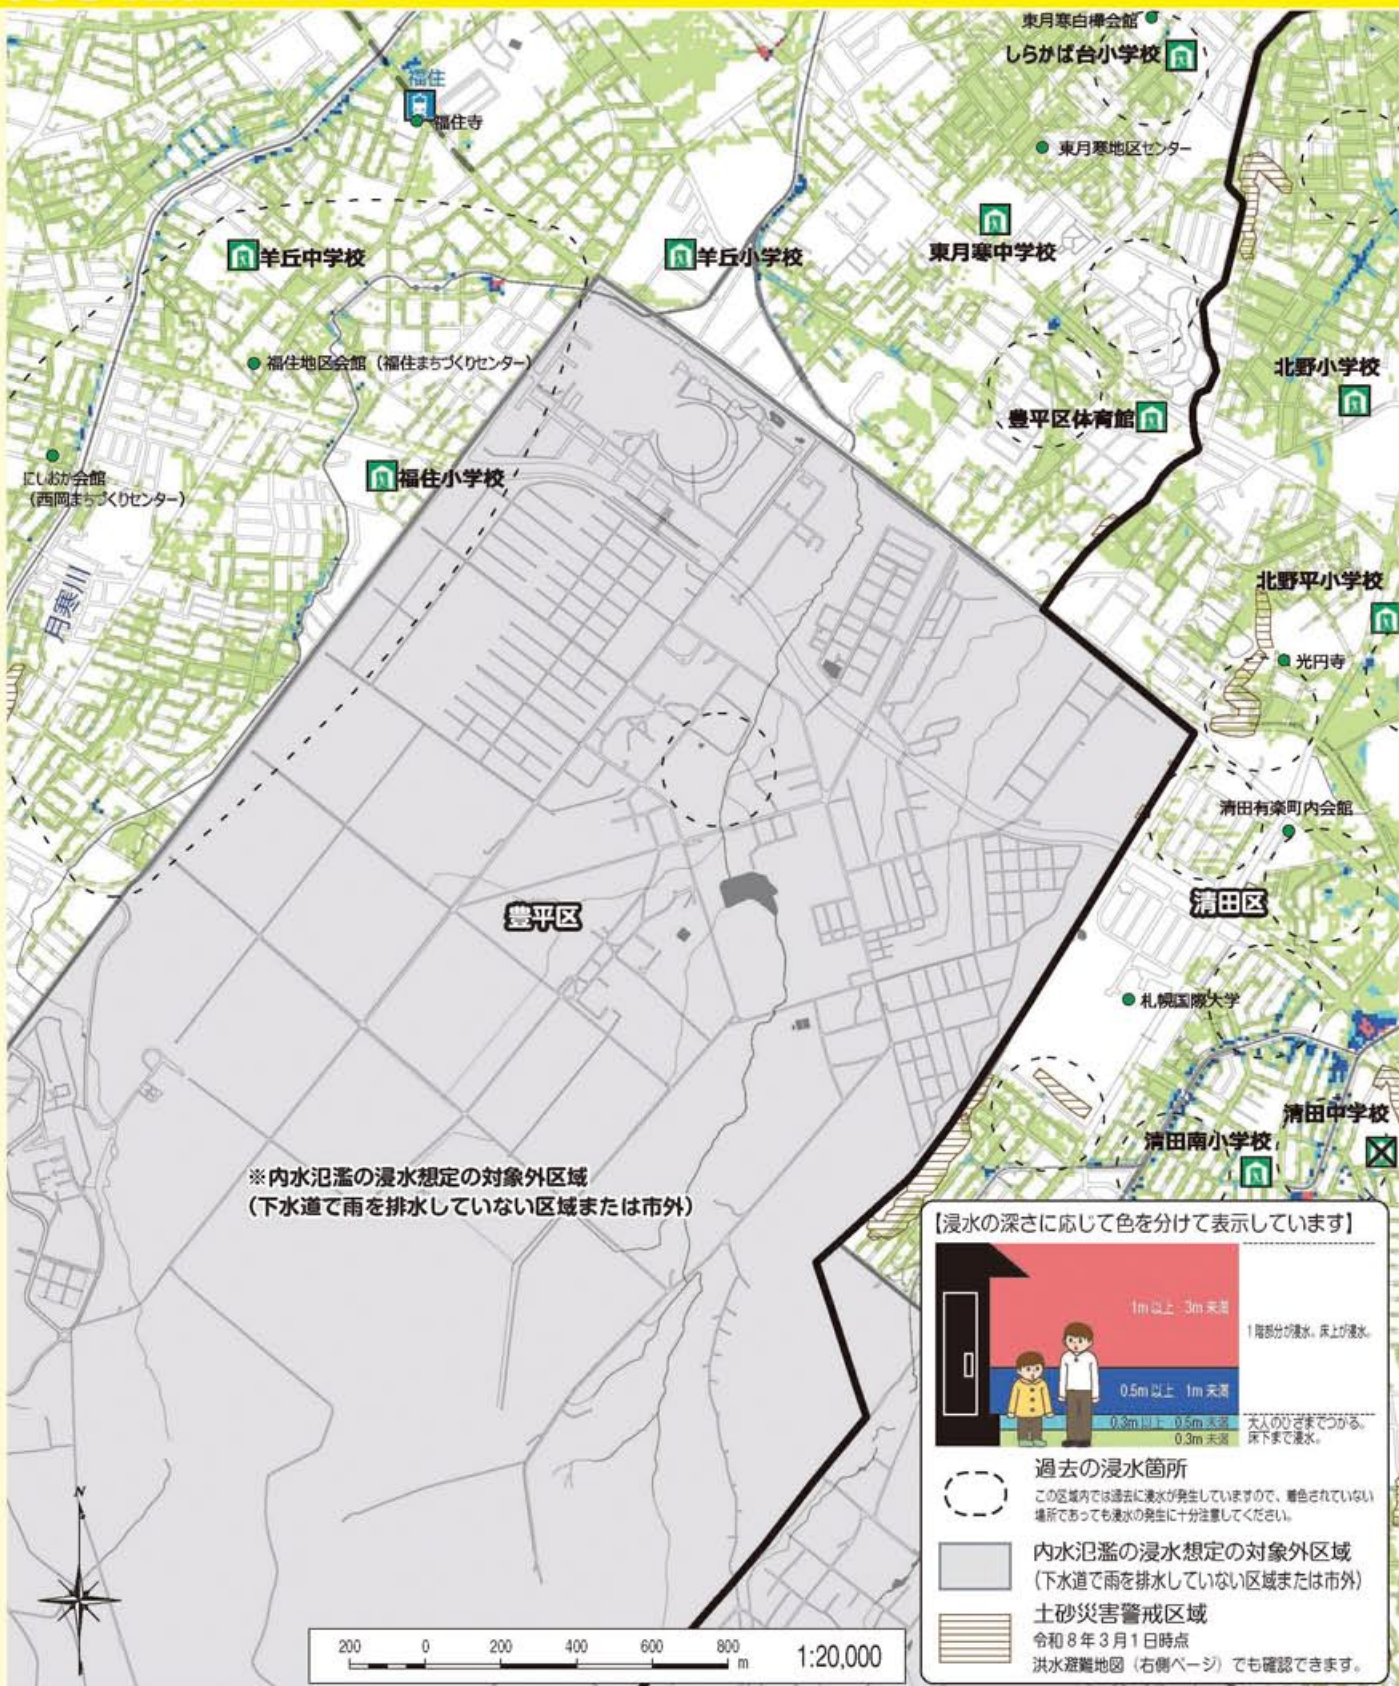 東月寒白樺会館
しらかば台小学校
福住
福住寺
東月寒地区センター
羊丘中学校
羊丘小学校
東月寒中学校
福住地区会館（福住まちづくりセンター）
北野小学校
豊平区体育館
にしおか会館
（西岡まちづくりセンター）
福住小学校
月寒川
北野平小学校
光円寺
清田有楽町内会館
豊平区
清田区
札幌国際大学
清田中学校
清田南小学校
※内水氾濫の浸水想定の対象外区域
（下水道で雨を排水していない区域または市外）
【浸水の深さに応じて色を分けて表示しています】
1m以上 3m未満
1階部分が浸水。床上が浸水。
0.5m以上 1m未満
0.3m以上 0.5m未満
大人のひざまでつかる。
0.3m未満
床下まで浸水。
過去の浸水箇所
この区域内では過去に浸水が発生していますので、着色されていない
場所であっても浸水の発生に十分注意してください。
内水氾濫の浸水想定の対象外区域
（下水道で雨を排水していない区域または市外）
土砂災害警戒区域
令和8年3月1日時点
洪水避難地図（右側ページ）でも確認できます。
N
200 0 200 400 600 800
m
1:20,000